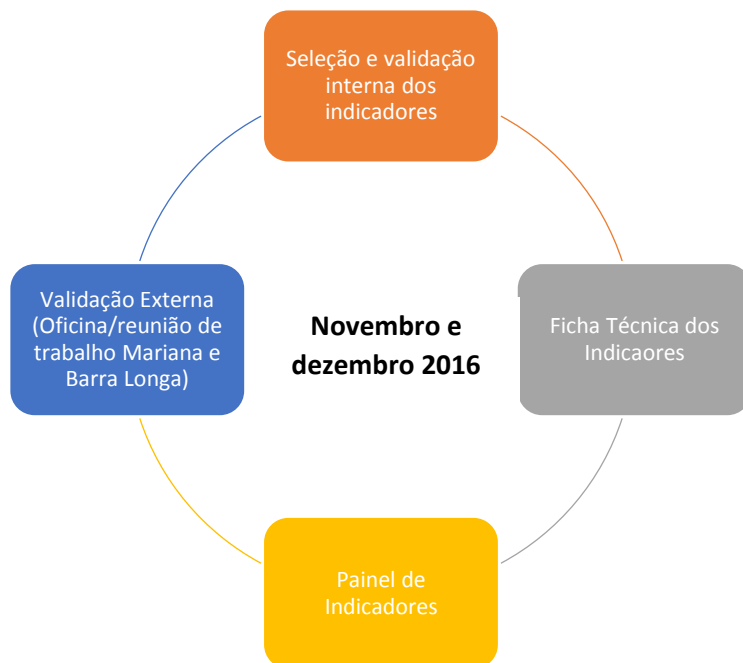 Seleção e validação
interna dos
indicadores
Validação Externa
(Oficina/reunião de
trabalho Mariana e
Barra Longa)
Novembro e
dezembro 2016
Ficha Técnica dos
Indicaores
Painel de
Indicadores